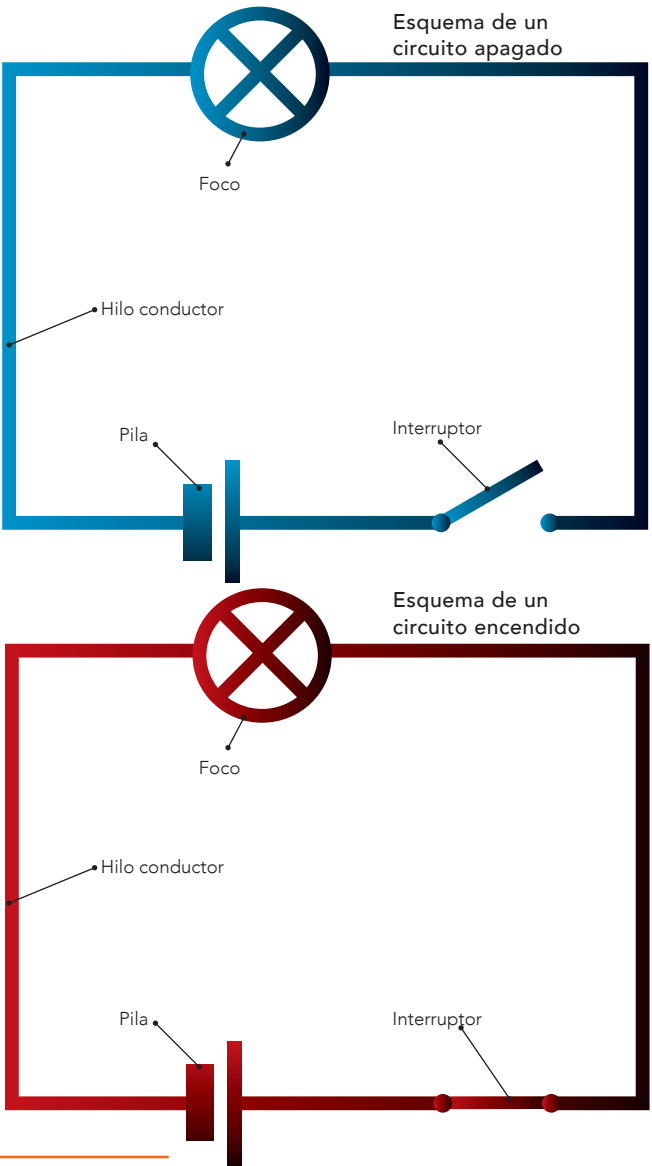 Esquema de un
circuito apagado
Foco
Hilo conductor
Pila
Interruptor
Esquema de un
circuito encendido
Foco
Hilo conductor
Pila
Interruptor